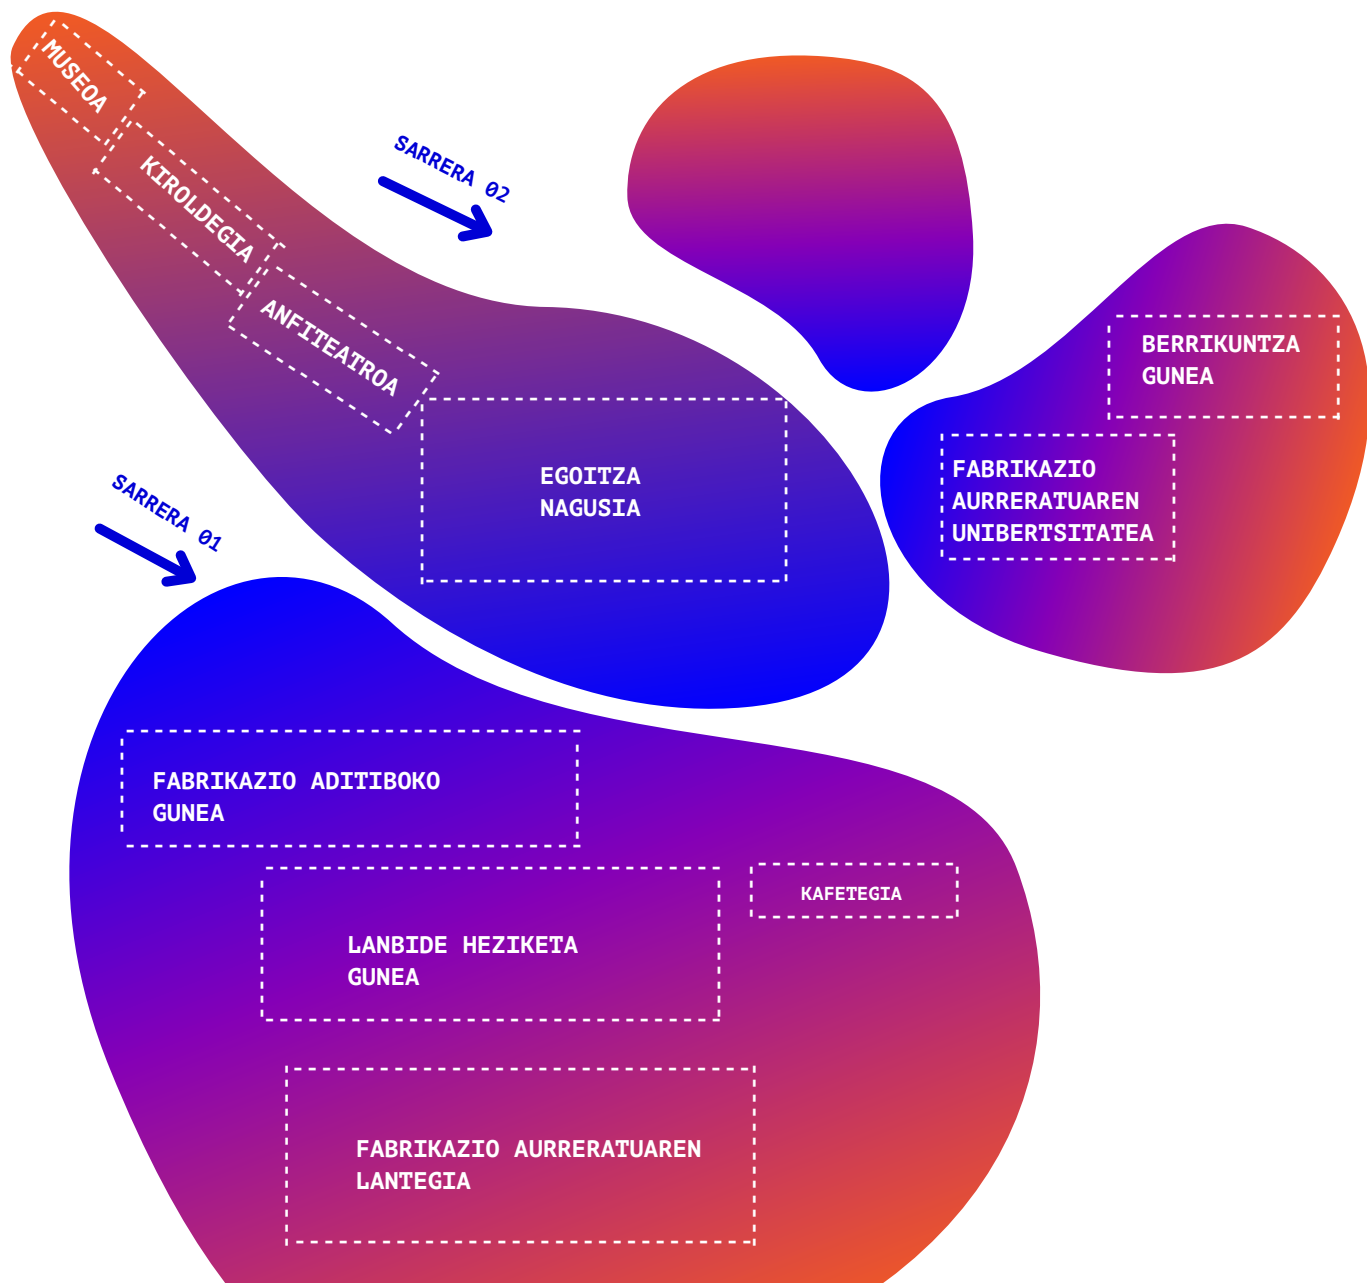 MUSEOA
KIROLDEGIA
ANFITEATROA
SARRERA 02
BERRIKUNTZA
GUNEA
EGOITZA
NAGUSIA
FABRIKAZIO
AURRERATUAREN
UNIBERTSITATEA
SARRERA 01
FABRIKAZIO ADITIBOKO
GUNEA
KAFETEGIA
LANBIDE HEZIKETA
GUNEA
FABRIKAZIO AURRERATUAREN
LANTEGIA